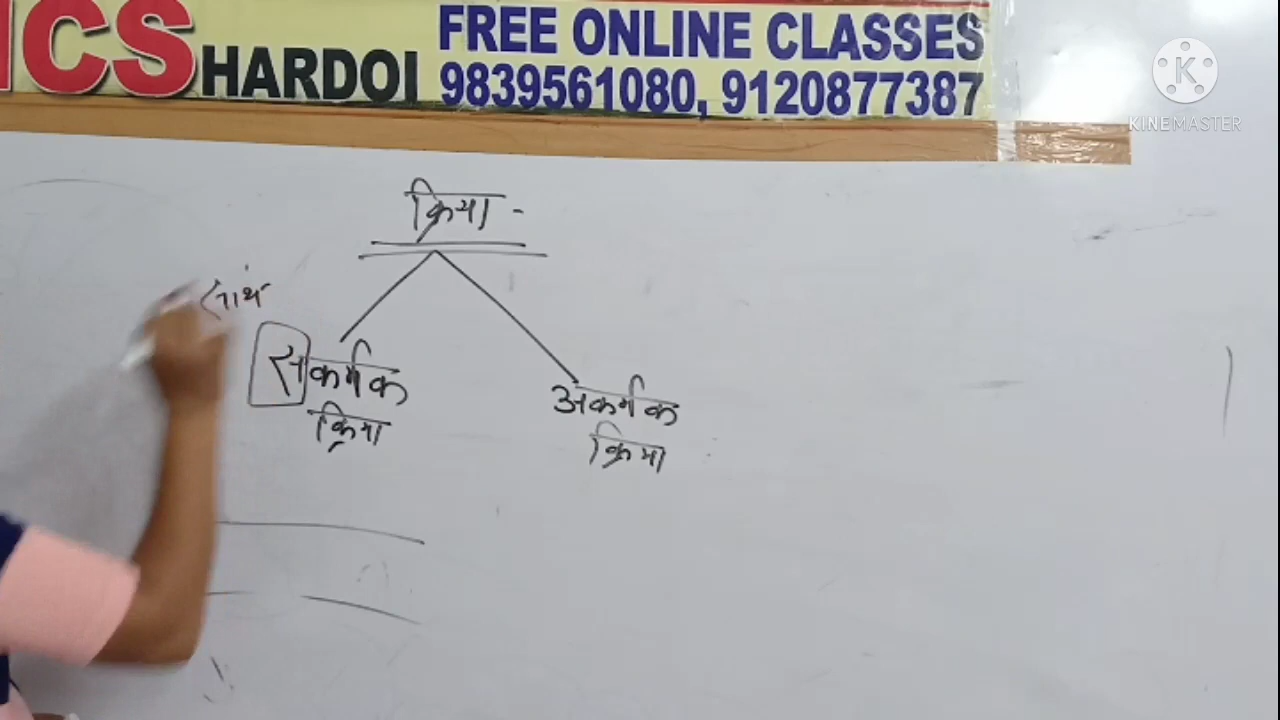 ICS HARDOI
FREE ONLINE CLASSES
9839561080, 9120877387
KINEMASTER
क्रिया -
साथ
सकर्मक
क्रिया
अकर्मक
क्रिया